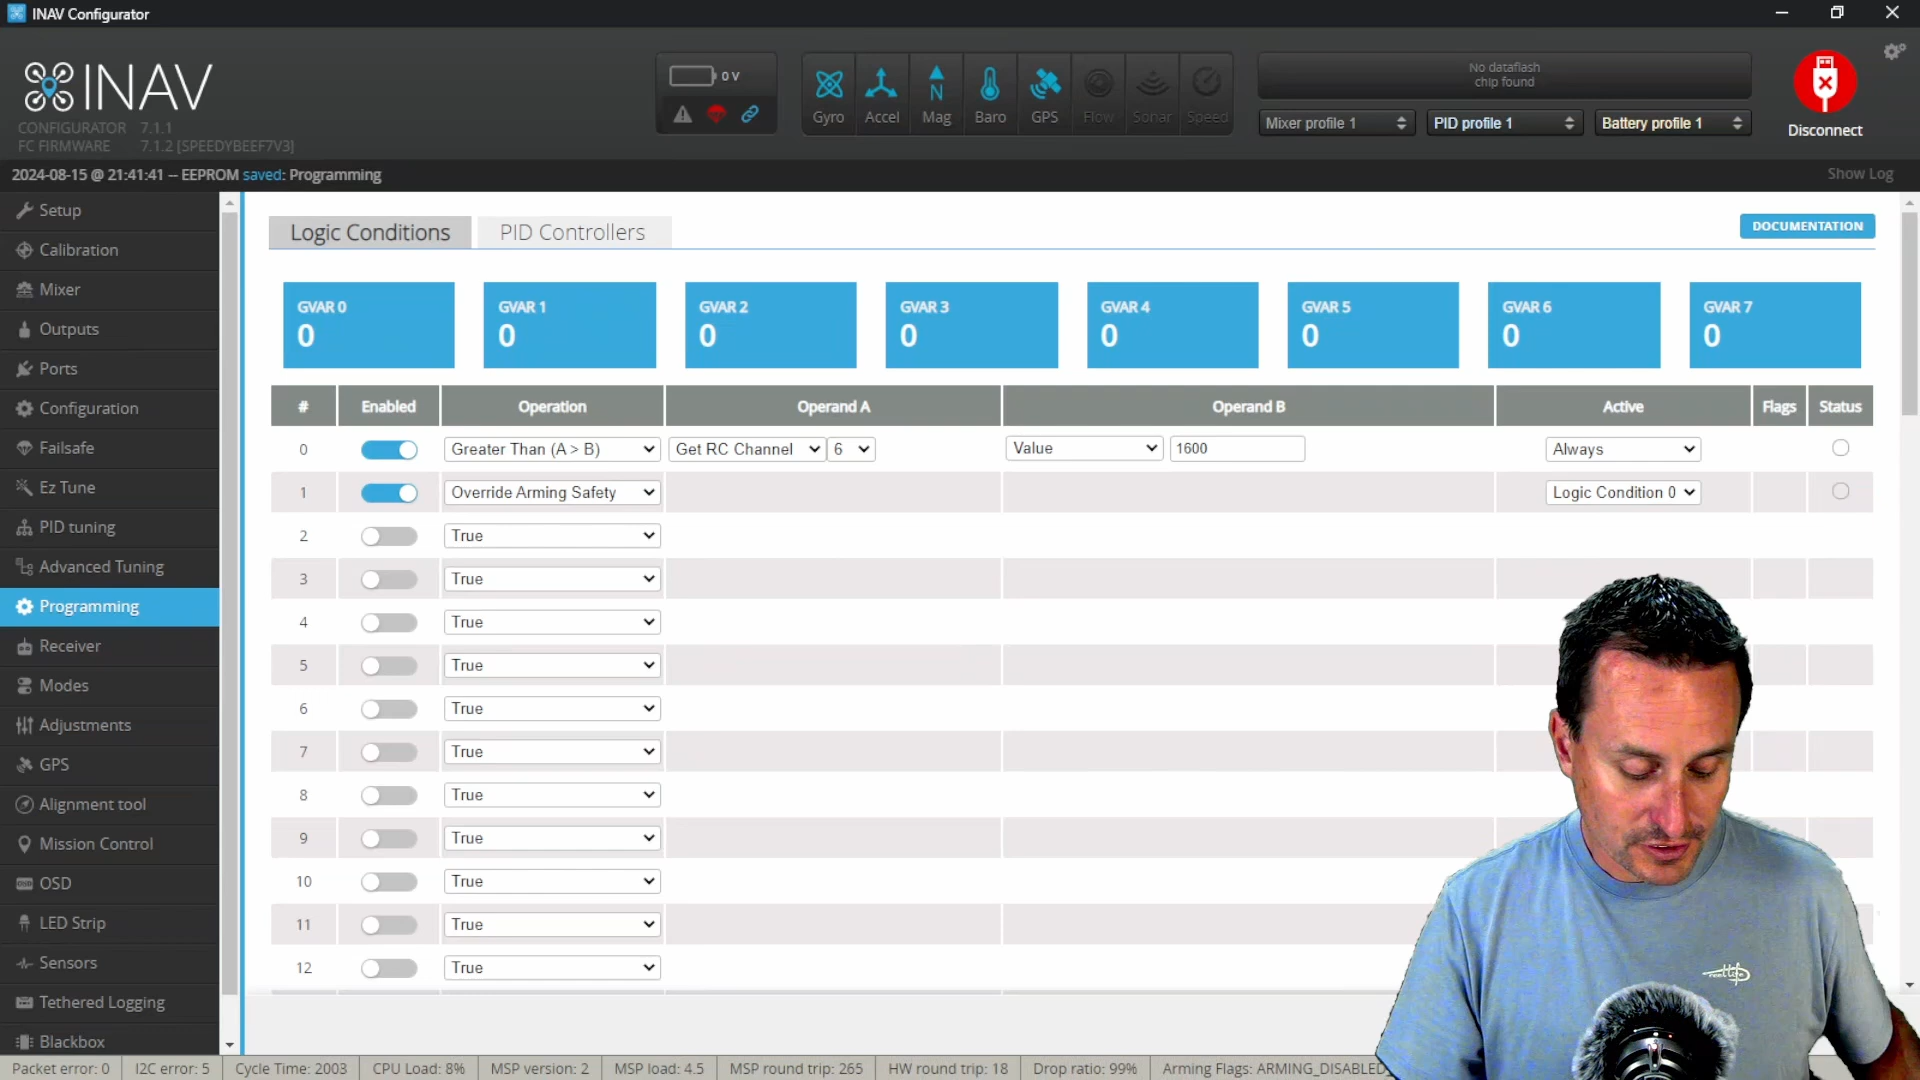 INAV Configurator
INAV
CONFIGURATOR 7.1.1
FC FIRMWARE 7.1.2 [SPEEDYBEEF7V3]
0 V
Gyro
Accel
N
Mag
Baro
GPS
Flow
Sonar
Speed
No dataflash
chip found
Mixer profile 1
PID profile 1
Battery profile 1
Disconnect
2024-08-15 @ 21:41:41 -- EEPROM saved: Programming
Show Log
Setup
Calibration
Mixer
Outputs
Ports
Configuration
Failsafe
Ez Tune
PID tuning
Advanced Tuning
Programming
Receiver
Modes
Adjustments
GPS
Alignment tool
Mission Control
OSD
LED Strip
Sensors
Tethered Logging
Blackbox
Logic Conditions
PID Controllers
DOCUMENTATION
GVAR 0
0
GVAR 1
0
GVAR 2
0
GVAR 3
0
GVAR 4
0
GVAR 5
0
GVAR 6
0
GVAR 7
0
# Enabled Operation Operand A Operand B Active Flags Status
0 Greater Than (A > B) Get RC Channel 6 Value 1600 Always
1 Override Arming Safety Logic Condition 0
2 True
3 True
4 True
5 True
6 True
7 True
8 True
9 True
10 True
11 True
12 True
Packet error: 0
I2C error: 5
Cycle Time: 2003
CPU Load: 8%
MSP version: 2
MSP load: 4.5
MSP round trip: 265
HW round trip: 18
Drop ratio: 99%
Arming Flags: ARMING_DISABLED_